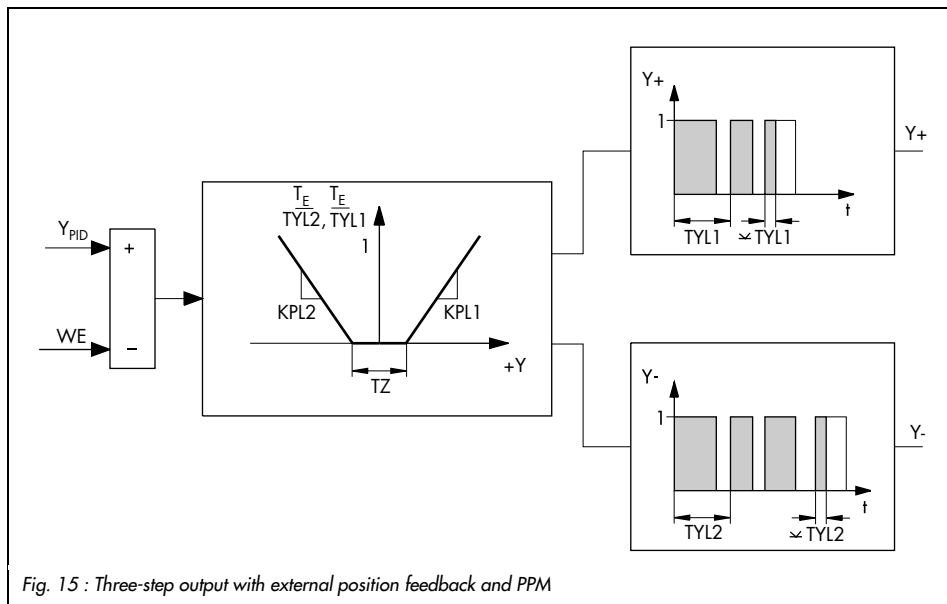 Y+
1
t
TYL1
⩽ TYL1
Y+
T_E T_E
TYL2, TYL1
1
Y_PID
+
KPL2
KPL1
WE
−
+Y
TZ
Y-
1
t
TYL2
TYL2
Y-
Fig. 15 : Three-step output with external position feedback and PPM